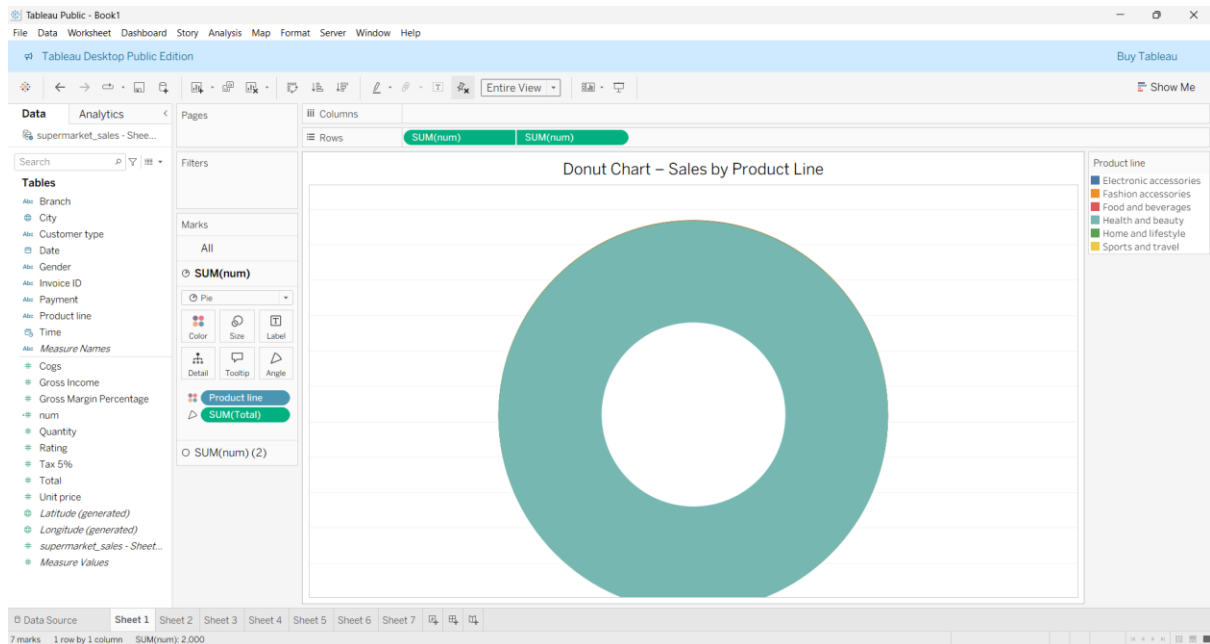 Tableau Public - Book1
File Data Worksheet Dashboard Story Analysis Map Format Server Window Help
Tableau Desktop Public Edition
Buy Tableau
Entire View
Show Me
Data
Analytics
supermarket_sales - Shee...
Search
Tables
Abc Branch
City
Abc Customer type
Date
Abc Gender
Abc Invoice ID
Abc Payment
Abc Product line
Time
Abc Measure Names
# Cogs
# Gross Income
# Gross Margin Percentage
# num
# Quantity
# Rating
# Tax 5%
# Total
# Unit price
Latitude (generated)
Longitude (generated)
# supermarket_sales - Sheet...
# Measure Values
Pages
Filters
Marks
All
SUM(num)
Pie
Color Size Label
Detail Tooltip Angle
Product line
SUM(Total)
SUM(num) (2)
Columns
Rows
SUM(num) SUM(num)
Donut Chart – Sales by Product Line
Product line
Electronic accessories
Fashion accessories
Food and beverages
Health and beauty
Home and lifestyle
Sports and travel
Data Source Sheet 1 Sheet 2 Sheet 3 Sheet 4 Sheet 5 Sheet 6 Sheet 7
7 marks 1 row by 1 column SUM(num): 2.000